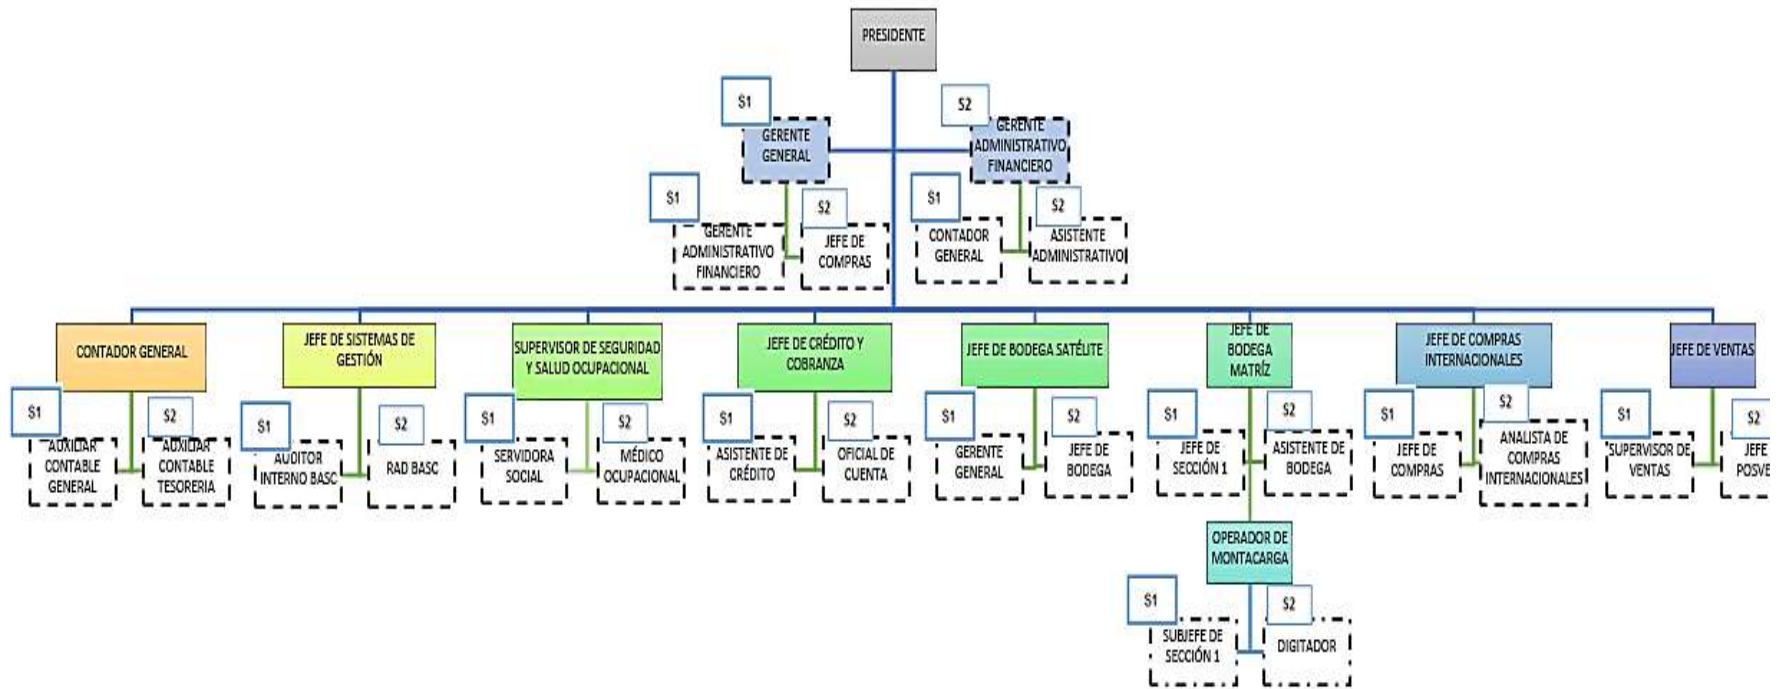 PRESIDENTE
S1
S2
GERENTE
GENERAL
GERENTE
ADMINISTRATIVO
FINANCIERO
S1
S2
S1
S2
GERENTE
ADMINISTRATIVO
FINANCIERO
JEFE DE
COMPRAS
CONTADOR
GENERAL
ASISTENTE
ADMINISTRATIVO
CONTADOR GENERAL
JEFE DE SISTEMAS DE
GESTIÓN
SUPERVISOR DE SEGURIDAD
Y SALUD OCUPACIONAL
JEFE DE CRÉDITO Y
COBRANZA
JEFE DE BODEGA SATÉLITE
JEFE DE
BODEGA
MATRÍZ
JEFE DE COMPRAS
INTERNACIONALES
JEFE DE VENTAS
S1
S2
S1
S2
S1
S2
S1
S2
S1
S2
S1
S2
S1
S2
S1
S2
AUXILIAR
CONTABLE
GENERAL
AUXILIAR
CONTABLE
TESORERIA
AUDITOR
INTERNO BASC
RAD BASC
SERVIDORA
SOCIAL
MÉDICO
OCUPACIONAL
ASISTENTE DE
CRÉDITO
OFICIAL DE
CUENTA
GERENTE
GENERAL
JEFE DE
BODEGA
JEFE DE
SECCIÓN 1
ASISTENTE
DE BODEGA
JEFE DE
COMPRAS
ANALISTA DE
COMPRAS
INTERNACIONALES
SUPERVISOR DE
VENTAS
JEFE
OPERADOR DE
MONTACARGA
S1
S2
SUBJEFE DE
SECCIÓN 1
DIGITADOR